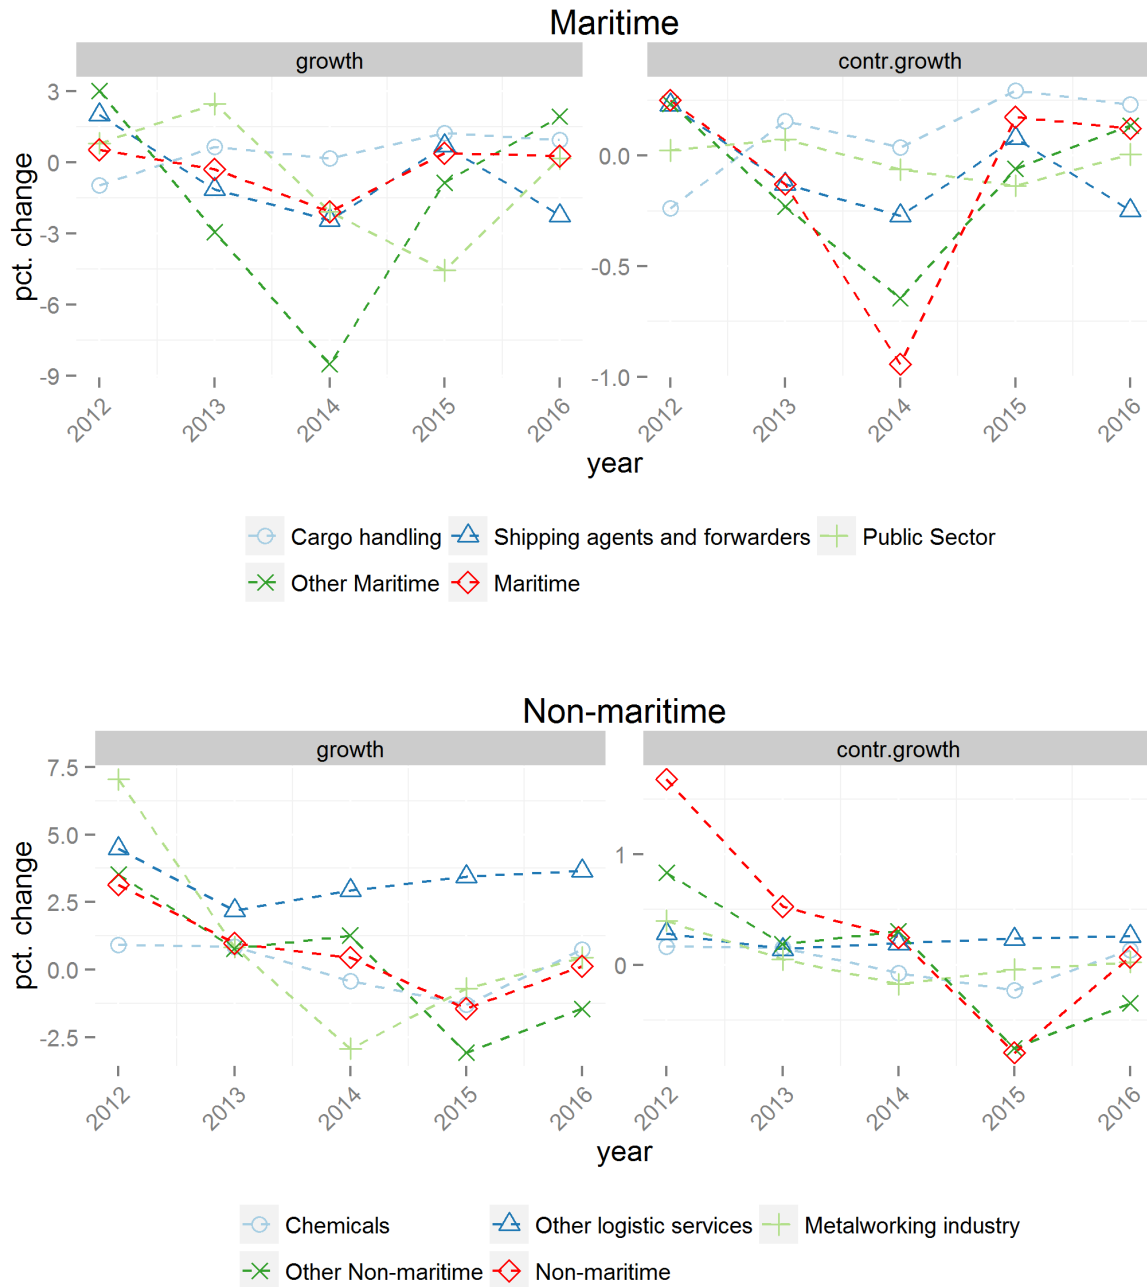 Maritime
growth
contr.growth
pct. change
3
0
-3
-6
-9
0.0
-0.5
-1.0
2012
2013
2014
2015
2016
2012
2013
2014
2015
2016
year
Cargo handling
Shipping agents and forwarders
Public Sector
Other Maritime
Maritime
Non-maritime
growth
contr.growth
pct. change
7.5
5.0
2.5
0.0
-2.5
1
0
2012
2013
2014
2015
2016
2012
2013
2014
2015
2016
year
Chemicals
Other logistic services
Metalworking industry
Other Non-maritime
Non-maritime